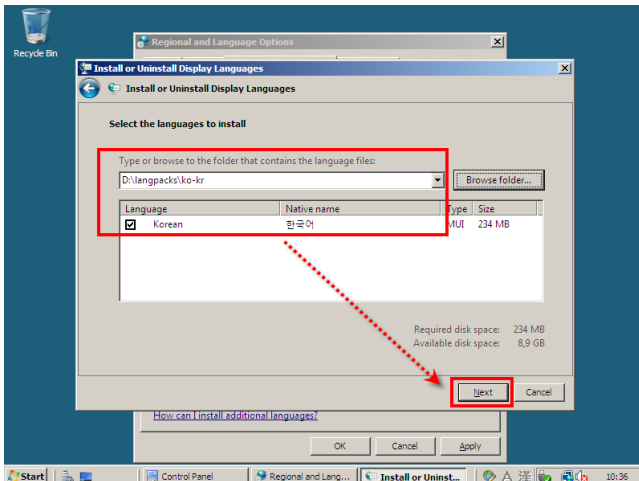 Recycle Bin
Regional and Language Options
Install or Uninstall Display Languages
Install or Uninstall Display Languages
Select the languages to install
Type or browse to the folder that contains the language files:
D:\langpacks\ko-kr
Browse folder...
Language Native name Type Size
Korean 한국어 MUI 234 MB
Required disk space: 234 MB
Available disk space: 8,9 GB
Next Cancel
How can I install additional languages?
OK Cancel Apply
Start Control Panel Regional and Lang... Install or Uninst... A 漢 10:36